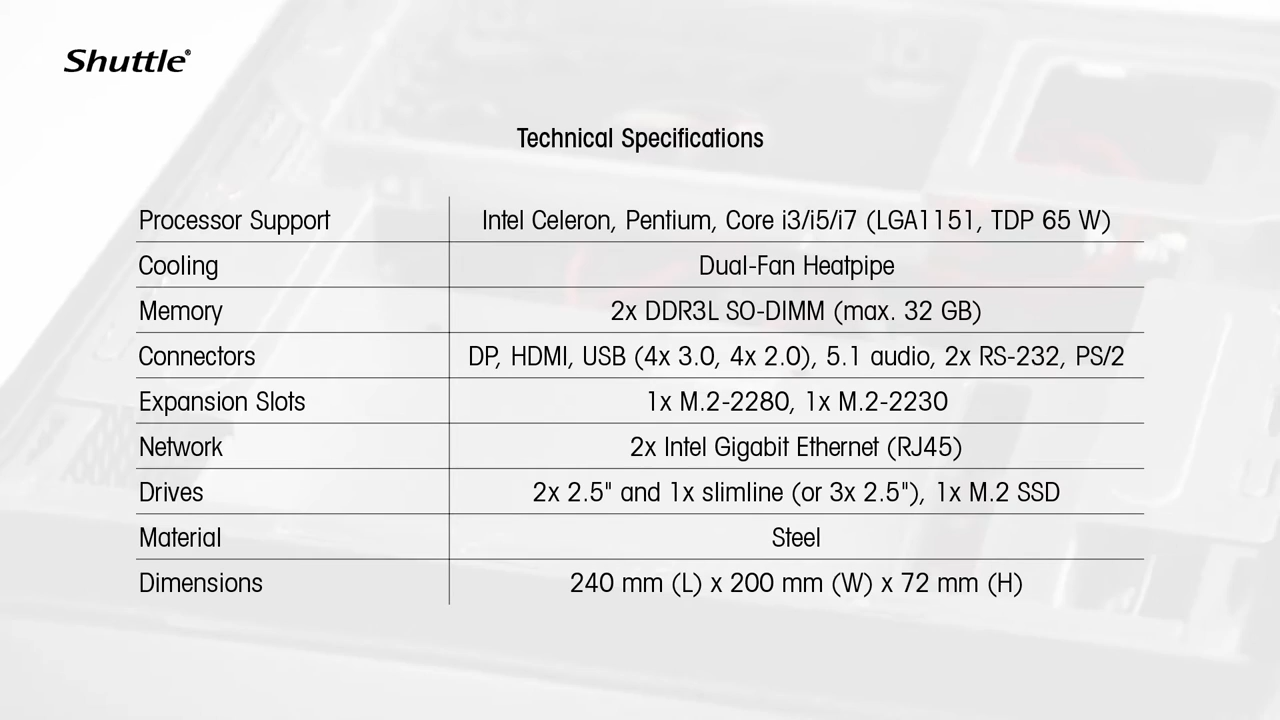 Shuttle®
Technical Specifications
Processor Support Intel Celeron, Pentium, Core i3/i5/i7 (LGA1151, TDP 65 W)
Cooling Dual-Fan Heatpipe
Memory 2x DDR3L SO-DIMM (max. 32 GB)
Connectors DP, HDMI, USB (4x 3.0, 4x 2.0), 5.1 audio, 2x RS-232, PS/2
Expansion Slots 1x M.2-2280, 1x M.2-2230
Network 2x Intel Gigabit Ethernet (RJ45)
Drives 2x 2.5" and 1x slimline (or 3x 2.5"), 1x M.2 SSD
Material Steel
Dimensions 240 mm (L) x 200 mm (W) x 72 mm (H)